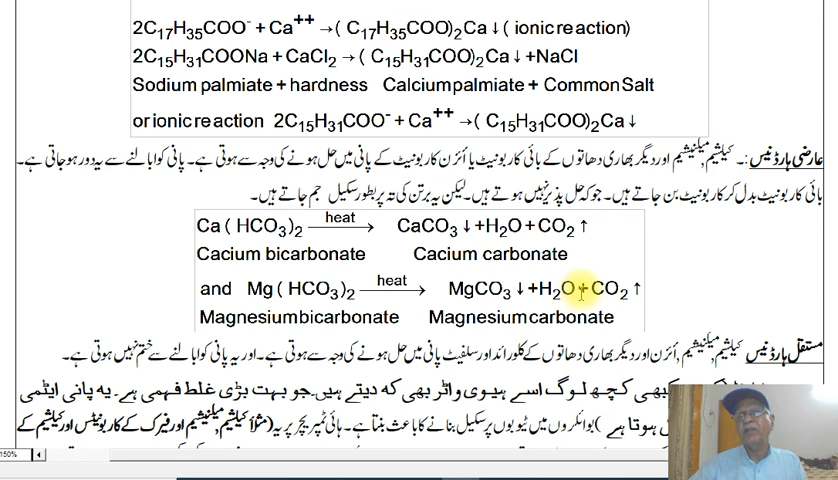 2C17H35COO- + Ca++ → ( C17H35COO)2Ca ↓ ( ionic reaction)
2C15H31COONa + CaCl2 → ( C15H31COO)2Ca ↓ +NaCl
Sodium palmiate + hardness Calcium palmiate + Common Salt
or ionic reaction 2C15H31COO- + Ca++ → ( C15H31COO)2Ca ↓
عارضی ہارڈنیس :۔ کیلشیم, میگنیشیم اور دیگر بھاری دھاتوں کے بائی کاربونیٹ یا آئرن کاربونیٹ کے پانی میں حل ہونے کی وجہ سے ہوتی ہے۔ پانی کو ابالنے سے یہ دور ہو جاتی ہے۔
بائی کاربونیٹ بدل کر کاربونیٹ بن جاتے ہیں۔ جو کہ حل پذیر نہیں ہوتے ہیں۔ لیکن یہ برتن کی تہ پر بطور سکیل جم جاتے ہیں۔
Ca ( HCO3)2 heat → CaCO3 ↓ +H2O + CO2 ↑
Cacium bicarbonate Cacium carbonate
and Mg ( HCO3)2 heat → MgCO3 ↓ +H2O + CO2 ↑
Magnesium bicarbonate Magnesium carbonate
مستقل ہارڈنیس کیلشیم, میگنیشیم, آئرن اور دیگر بھاری دھاتوں کے کلورائد اور سلفیٹ پانی میں حل ہونے کی وجہ سے ہوتی ہے۔ اور یہ پانی کو ابالنے سے ختم نہیں ہوتی ہے۔
کبھی کچھ لوگ اسے ہیوی واٹر بھی کہ دیتے ہیں۔ جو بہت بڑی غلط فہمی ہے۔ یہ پانی ایٹمی
ہوتا ہے ) بوائلروں میں ٹیوبوں پر سکیل بنانے کا باعث بنتا ہے۔ ہائی ٹمپریچر پر یہ (مثلاً کیلشیم, میگنیشیم اور فیرک کے کاربونیٹس اور کیلشیم کے
150%